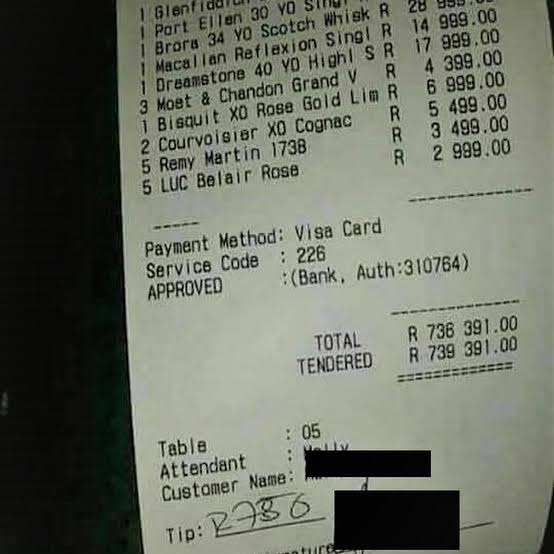 1 Port Ellen 30 YO Singl
1 Brora 34 YO Scotch Whisk R 28 999.00
1 Macallan Reflexion Singl R 14 999.00
1 Dreamstone 40 YO Highl S R 17 999.00
3 Moet & Chandon Grand V R 4 399.00
1 Bisquit XO Rose Gold Lim R 6 999.00
2 Courvoisier XO Cognac R 5 499.00
5 Remy Martin 1738 R 3 499.00
5 LUC Belair Rose R 2 999.00
Payment Method: Visa Card
Service Code : 226
APPROVED :(Bank, Auth:310764)
TOTAL R 736 391.00
TENDERED R 739 391.00
Table : 05
Attendant :
Customer Name:
Tip: